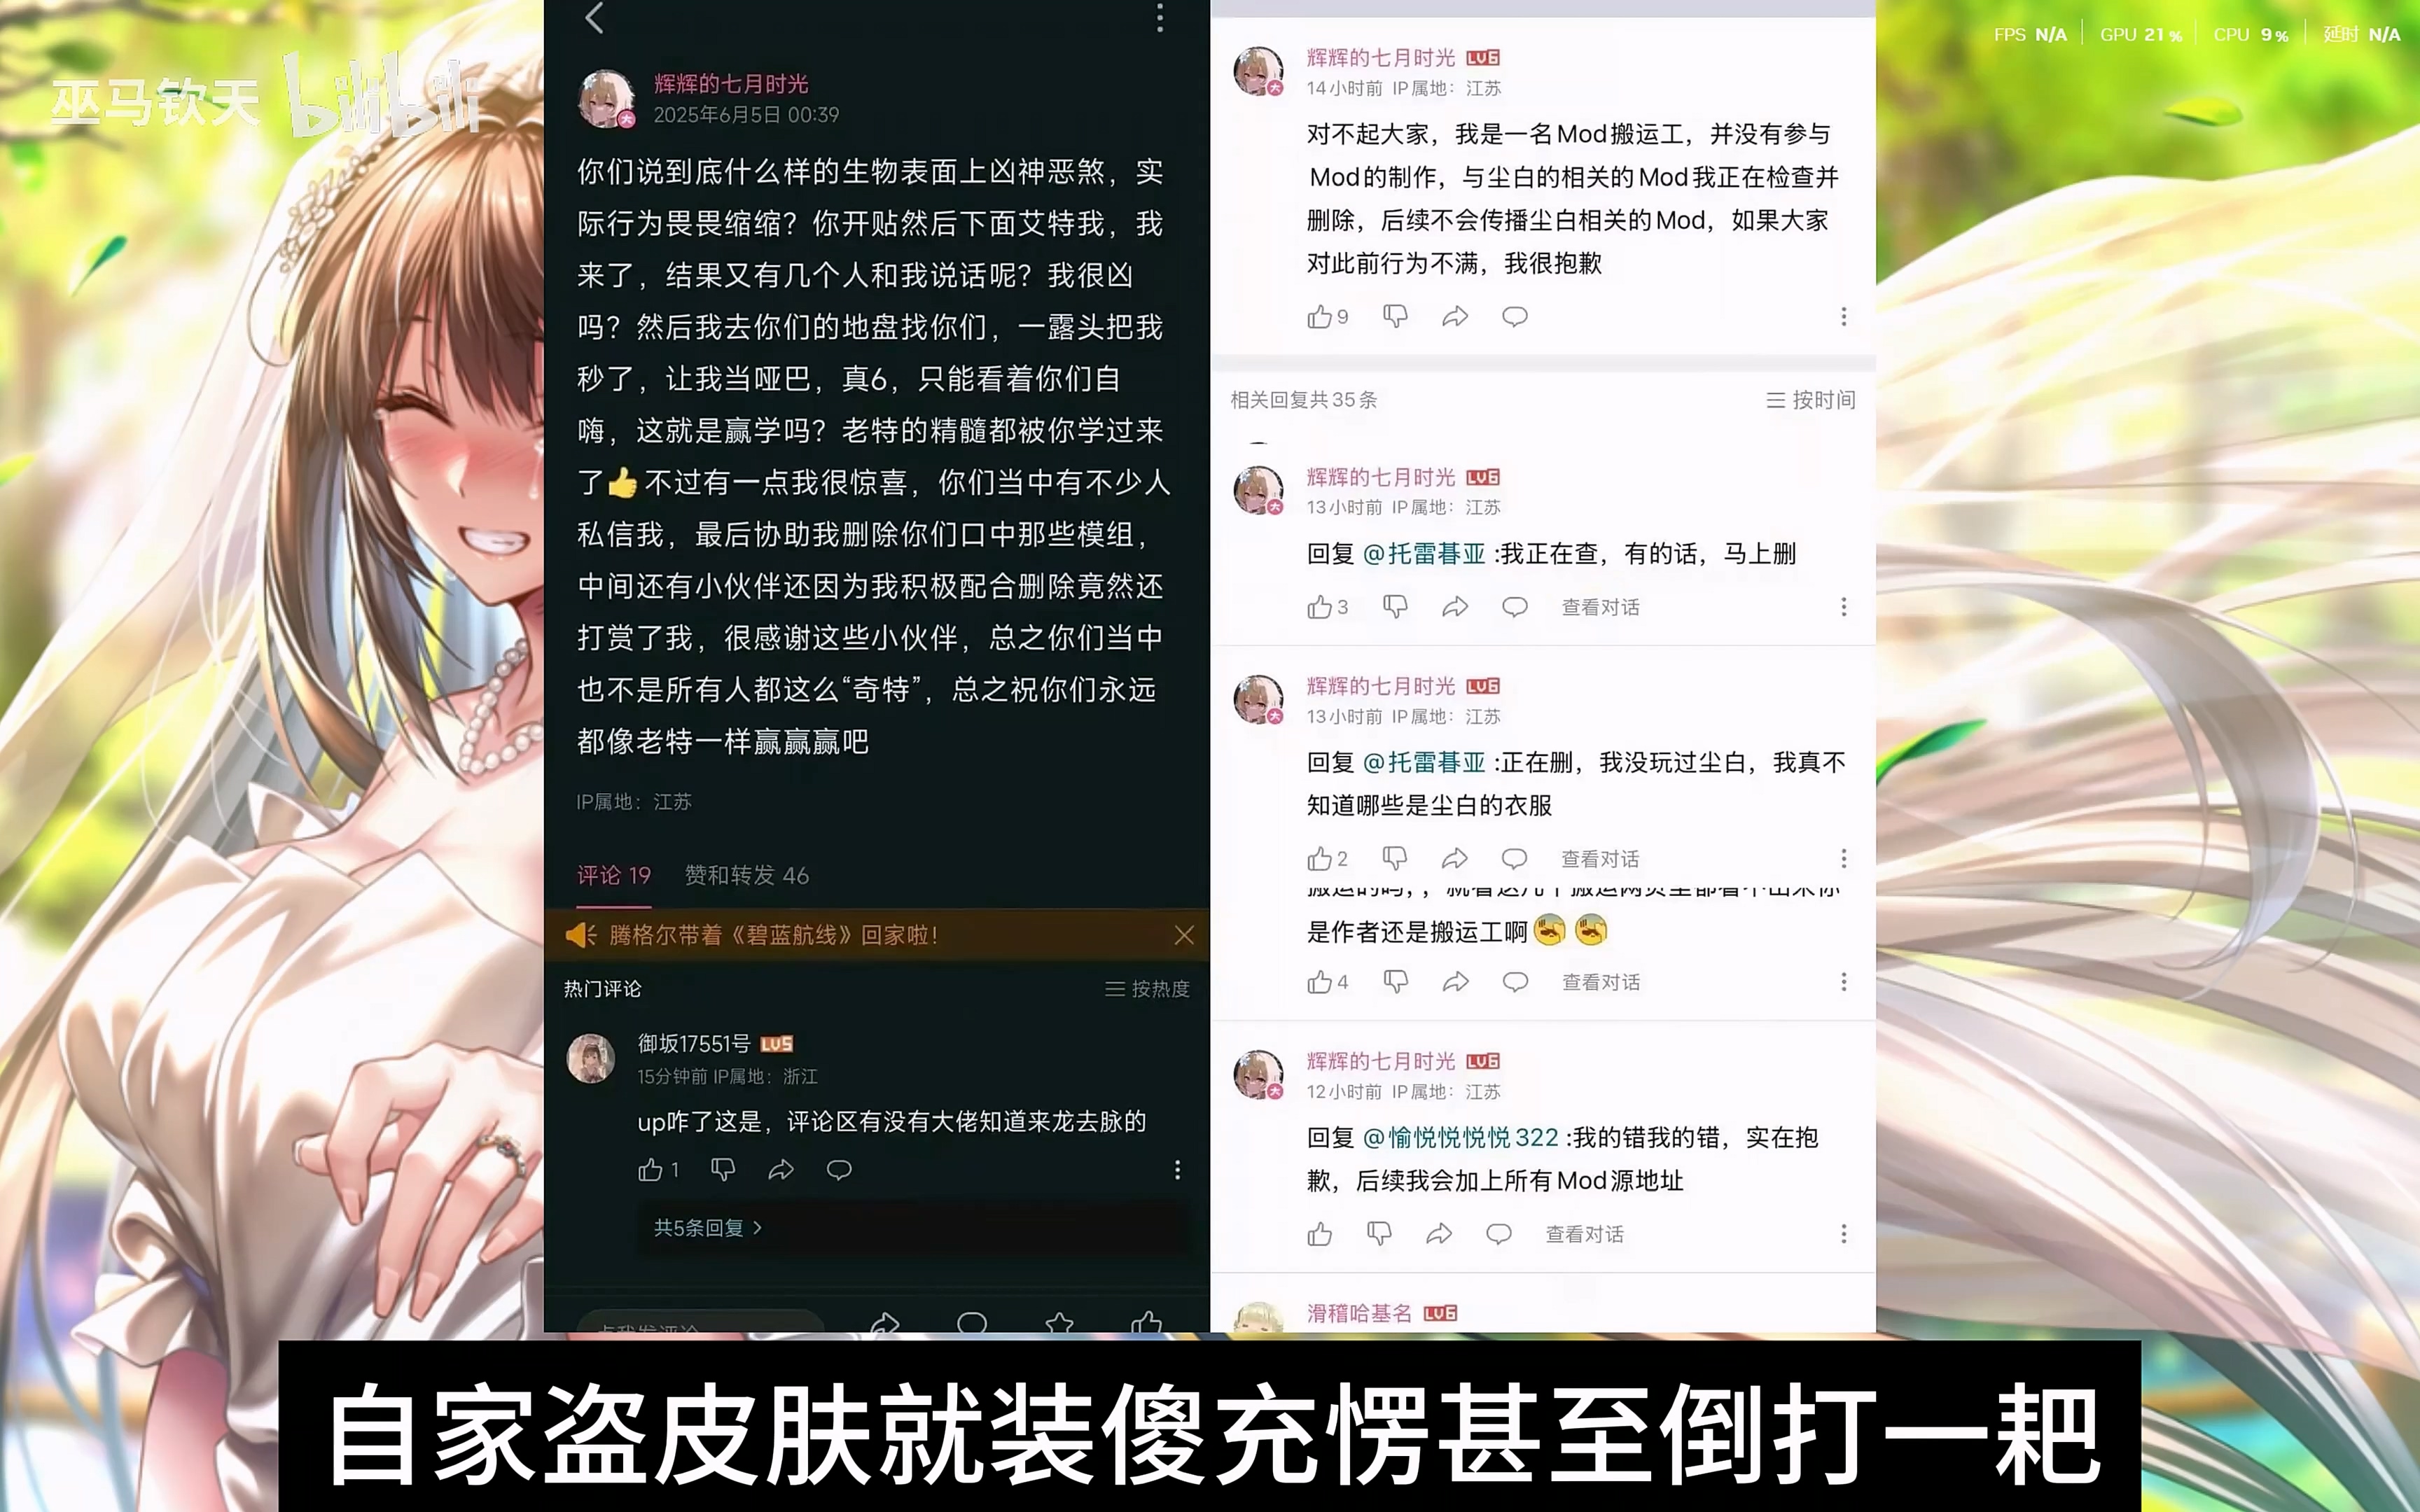 巫马钦天 bilibili
FPS N/A GPU 21% CPU 9% 延时 N/A
辉辉的七月时光
2025年6月5日 00:39
你们说到底什么样的生物表面上凶神恶煞，实
际行为畏畏缩缩？你开贴然后下面艾特我，我
来了，结果又有几个人和我说话呢？我很凶
吗？然后我去你们的地盘找你们，一露头把我
秒了，让我当哑巴，真6，只能看着你们自
嗨，这就是赢学吗？老特的精髓都被你学过来
了👍不过有一点我很惊喜，你们当中有不少人
私信我，最后协助我删除你们口中那些模组，
中间还有小伙伴还因为我积极配合删除竟然还
打赏了我，很感谢这些小伙伴，总之你们当中
也不是所有人都这么“奇特”，总之祝你们永远
都像老特一样赢赢赢吧
IP属地：江苏
评论 19 赞和转发 46
腾格尔带着《碧蓝航线》回家啦！
热门评论 按热度
御坂17551号 LV5
15分钟前 IP属地：浙江
up咋了这是，评论区有没有大佬知道来龙去脉的
1
共5条回复 >
辉辉的七月时光 LV6
14小时前 IP属地：江苏
对不起大家，我是一名Mod搬运工，并没有参与
Mod的制作，与尘白的相关的Mod我正在检查并
删除，后续不会传播尘白相关的Mod，如果大家
对此前行为不满，我很抱歉
9
相关回复共35条 按时间
辉辉的七月时光 LV6
13小时前 IP属地：江苏
回复 @托雷基亚 :我正在查，有的话，马上删
3 查看对话
辉辉的七月时光 LV6
13小时前 IP属地：江苏
回复 @托雷基亚 :正在删，我没玩过尘白，我真不
知道哪些是尘白的衣服
2 查看对话
是作者还是搬运工啊
4 查看对话
辉辉的七月时光 LV6
12小时前 IP属地：江苏
回复 @愉悦悦悦悦322 :我的错我的错，实在抱
歉，后续我会加上所有Mod源地址
查看对话
滑稽哈基名 LV6
自家盗皮肤就装傻充愣甚至倒打一耙